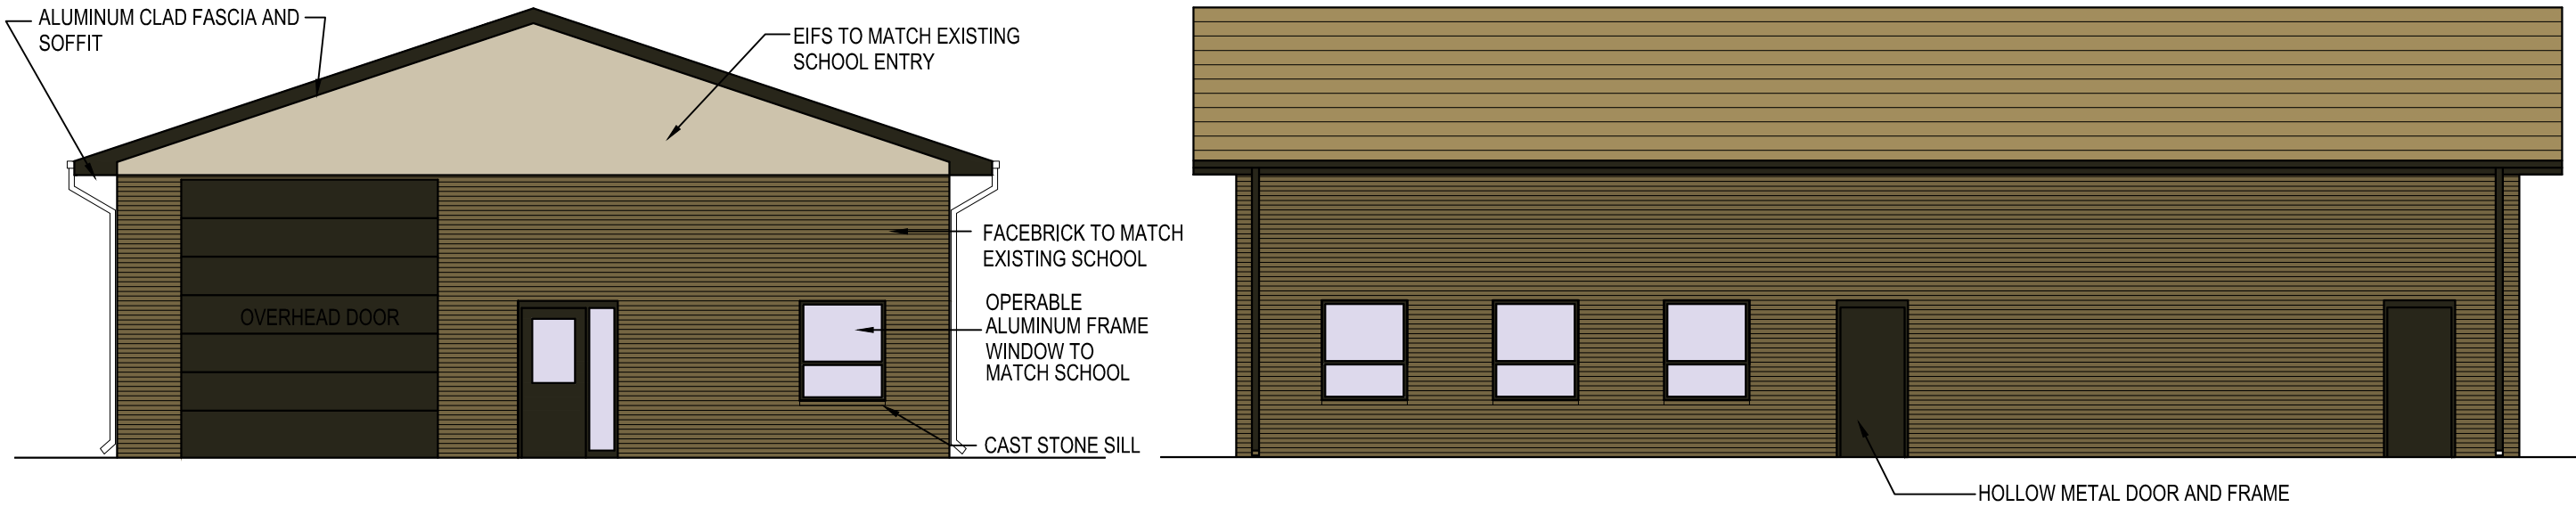 ALUMINUM CLAD FASCIA AND
SOFFIT
EIFS TO MATCH EXISTING
SCHOOL ENTRY
FACEBRICK TO MATCH
EXISTING SCHOOL
OPERABLE
ALUMINUM FRAME
WINDOW TO
MATCH SCHOOL
OVERHEAD DOOR
CAST STONE SILL
HOLLOW METAL DOOR AND FRAME